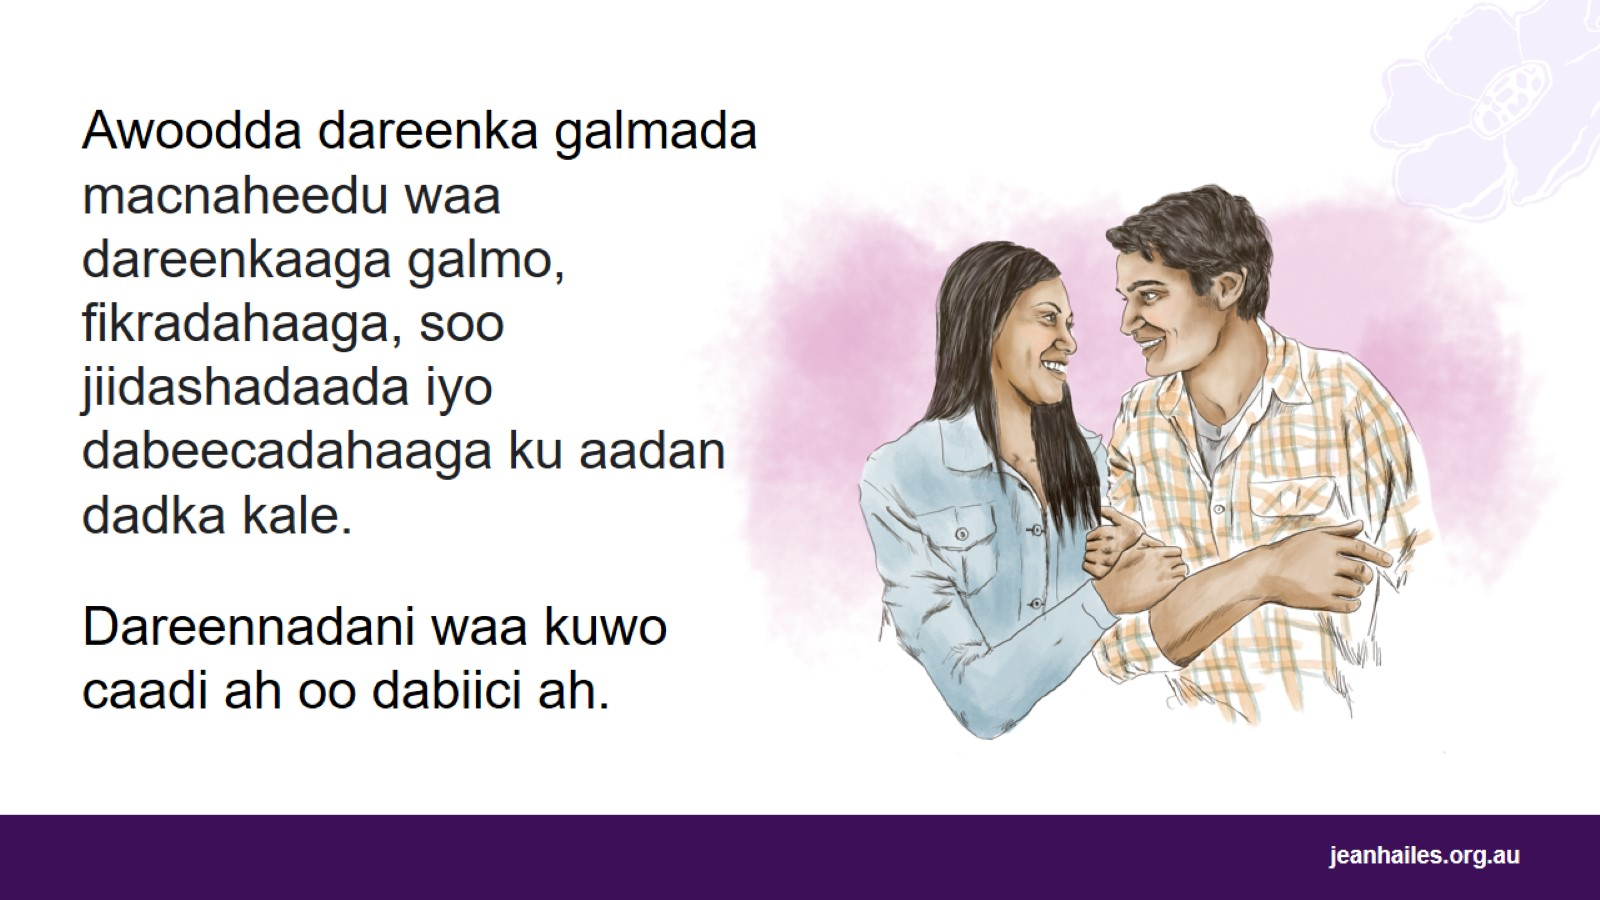 Awoodda dareenka galmada
macnaheedu waa
dareenkaaga galmo,
fikradahaaga, soo
jiidashadaada iyo
dabeecadahaaga ku aadan
dadka kale.
Dareennadani waa kuwo
caadi ah oo dabiici ah.
jeanhailes.org.au